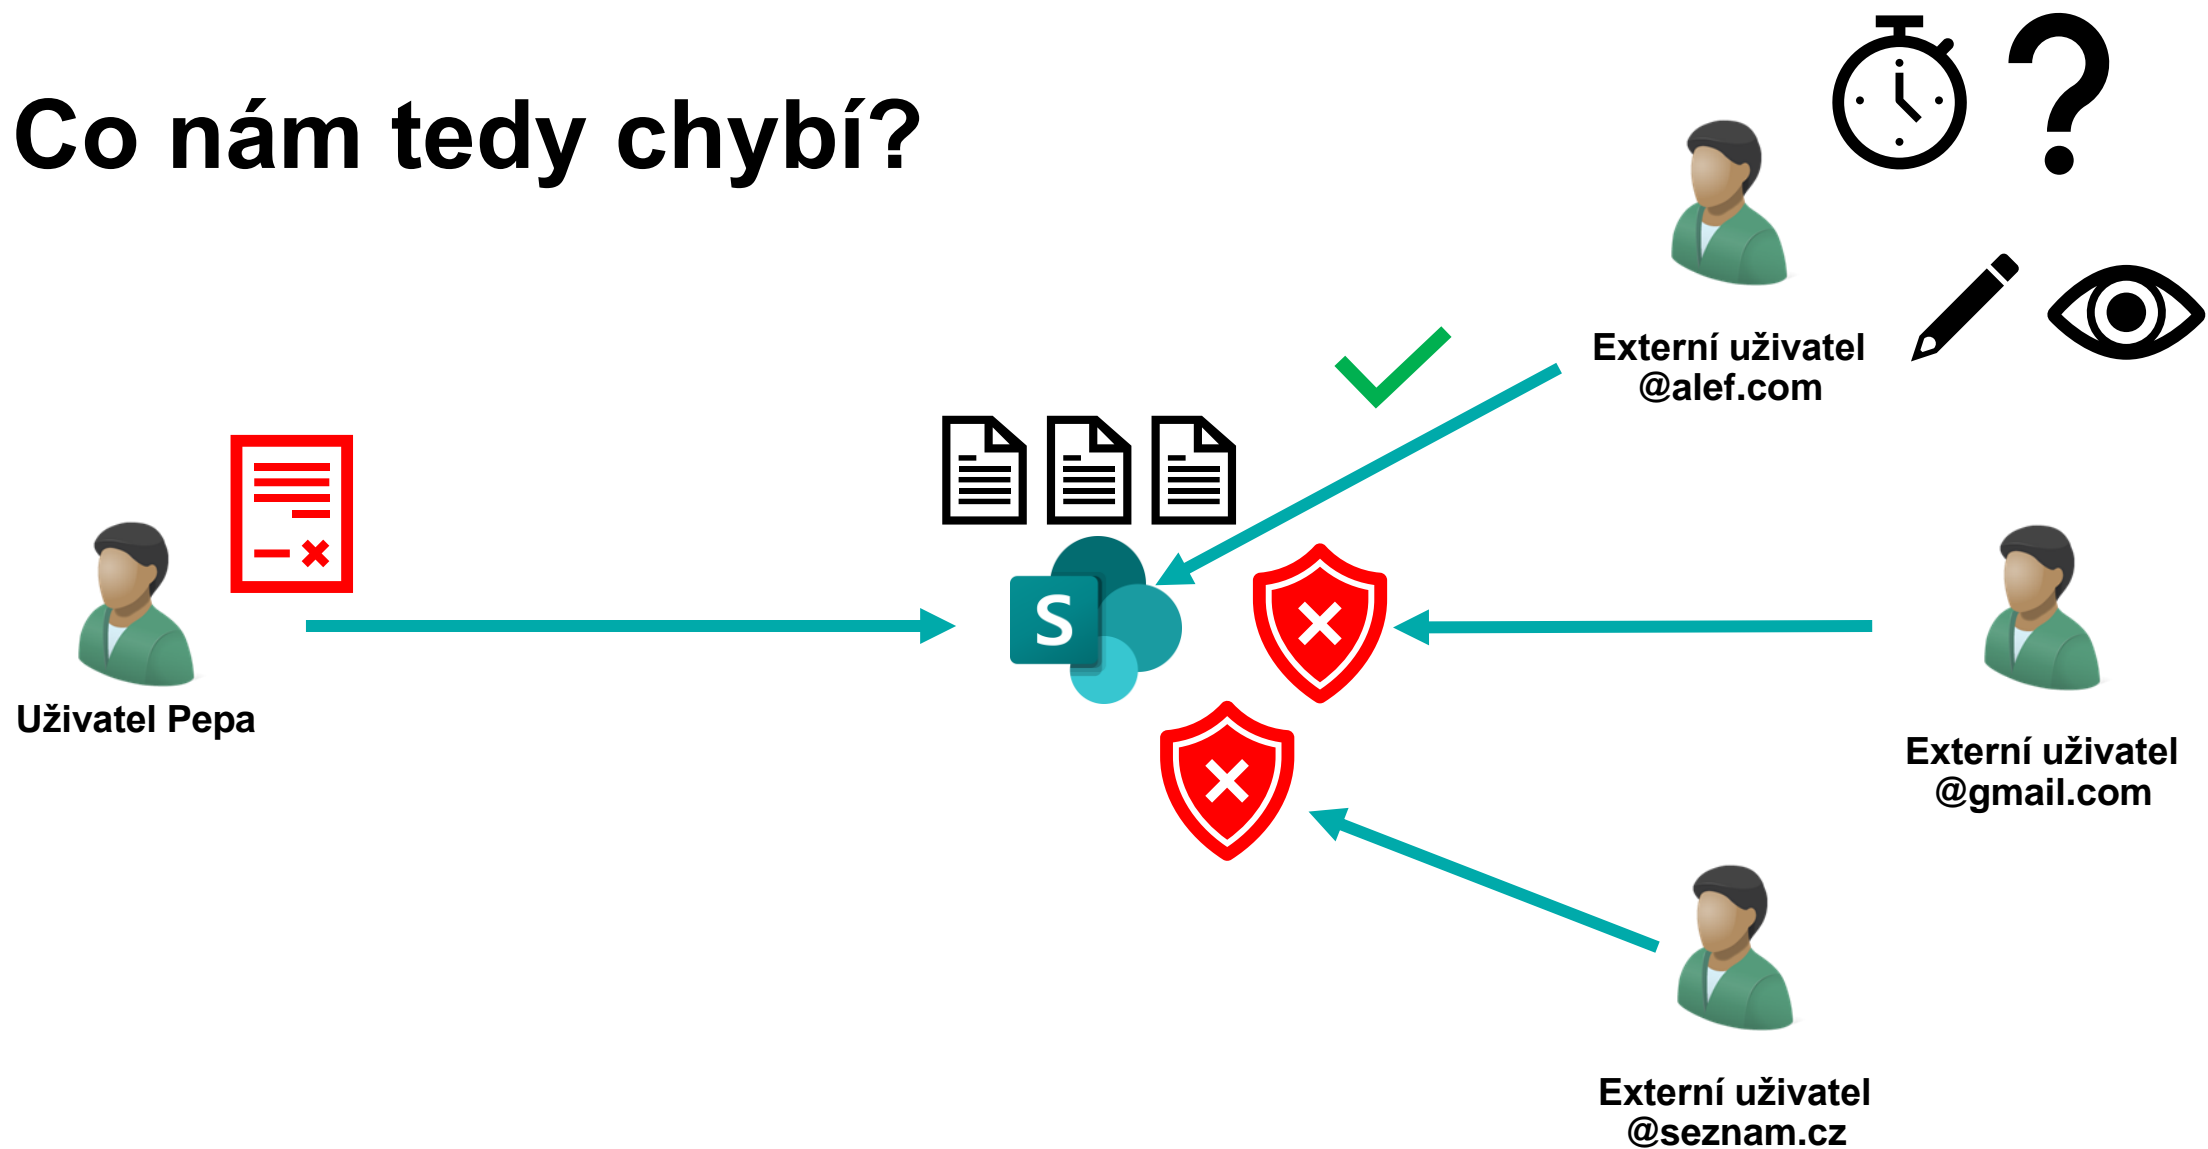 Co nám tedy chybí?
Externí uživatel
@alef.com
S
Uživatel Pepa
Externí uživatel
@gmail.com
Externí uživatel
@seznam.cz